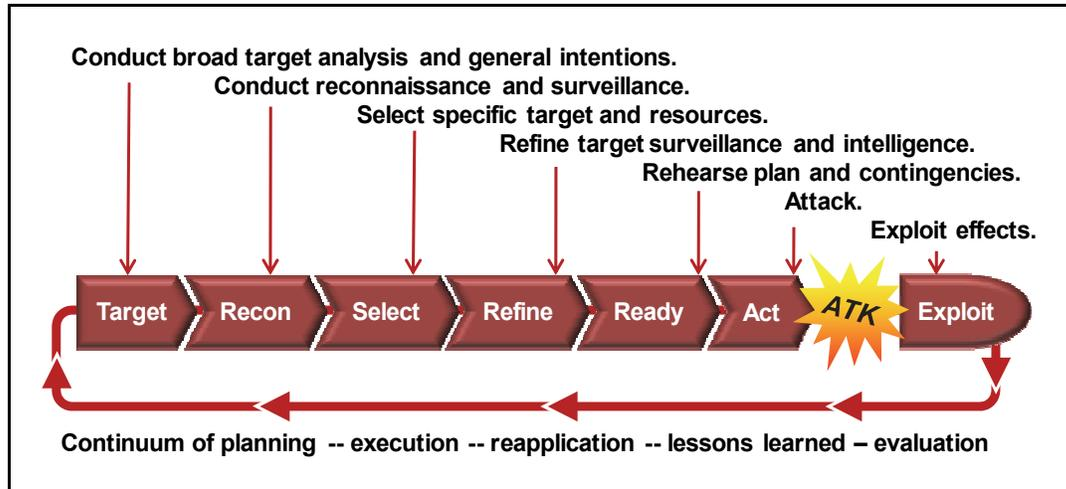 Conduct broad target analysis and general intentions.
Conduct reconnaissance and surveillance.
Select specific target and resources.
Refine target surveillance and intelligence.
Rehearse plan and contingencies.
Attack.
Exploit effects.
Target
Recon
Select
Refine
Ready
Act
ATK
Exploit
Continuum of planning -- execution -- reapplication -- lessons learned – evaluation